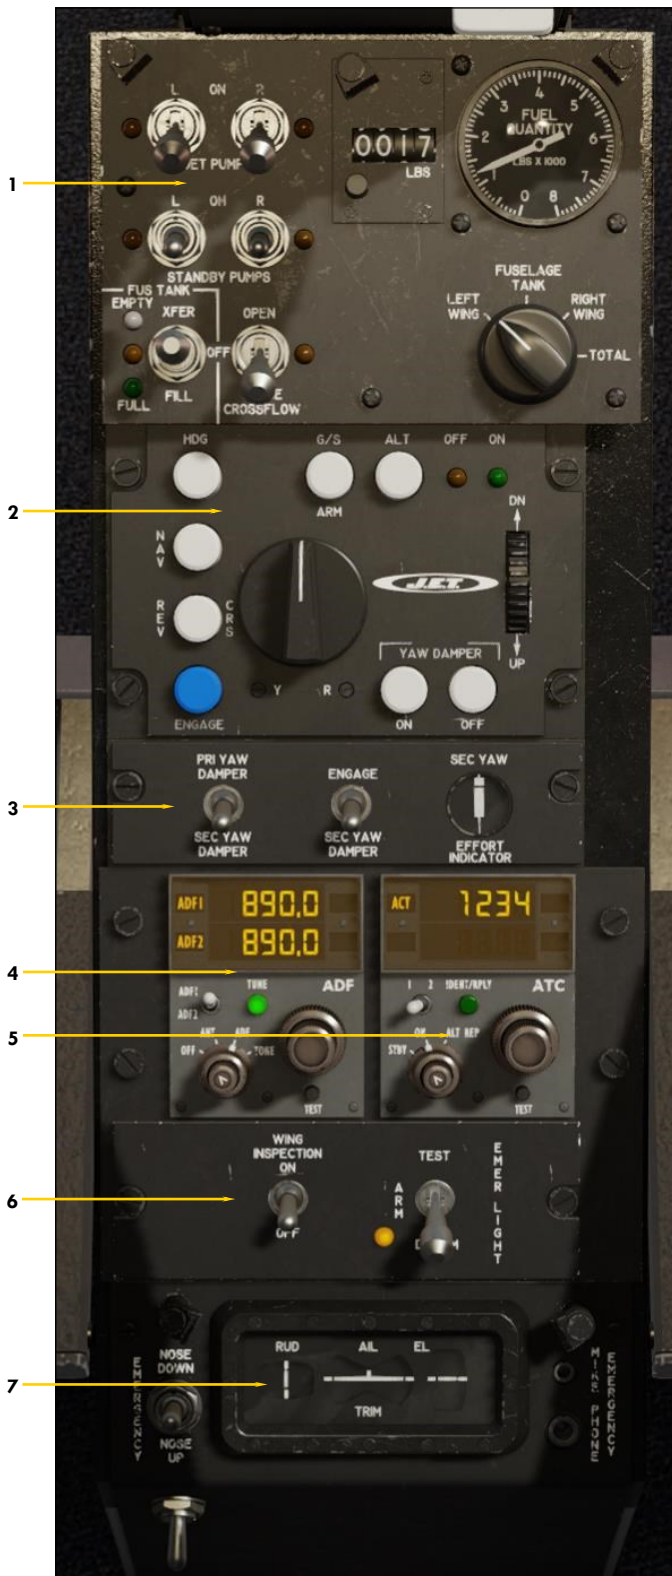 L ON R
JET PUMP
1
L ON R
STANDBY PUMPS
FUS TANK
EMPTY
XFER
OFF
FILL
FULL
OPEN
CROSSFLOW
0017
LBS
FUEL
QUANTITY
LBS X 1000
0 1 2 3 4 5 6 7 8
FUSELAGE
TANK
LEFT
WING
RIGHT
WING
TOTAL
2
HDG
G/S
ALT
OFF
ON
ARM
NAV
REV
CRS
DN
UP
J.E.T.
YAW DAMPER
ON
OFF
ENGAGE
Y
R
3
PRI YAW
DAMPER
SEC YAW
DAMPER
ENGAGE
SEC YAW
DAMPER
SEC YAW
EFFORT
INDICATOR
4
ADF1 890.0
ADF2 890.0
ADF1
ADF2
TUNE
ADF
OFF
ANT
ADF
TONE
TEST
5
ACT 1234
1 2
IDENT/RPLY
ATC
STBY
ON
ALT REP
TEST
6
WING
INSPECTION
ON
OFF
TEST
ARM
EMER LIGHT
7
EMERGENCY
NOSE
DOWN
NOSE
UP
RUD
AIL
EL
TRIM
EMERGENCY
MIKE PHONE